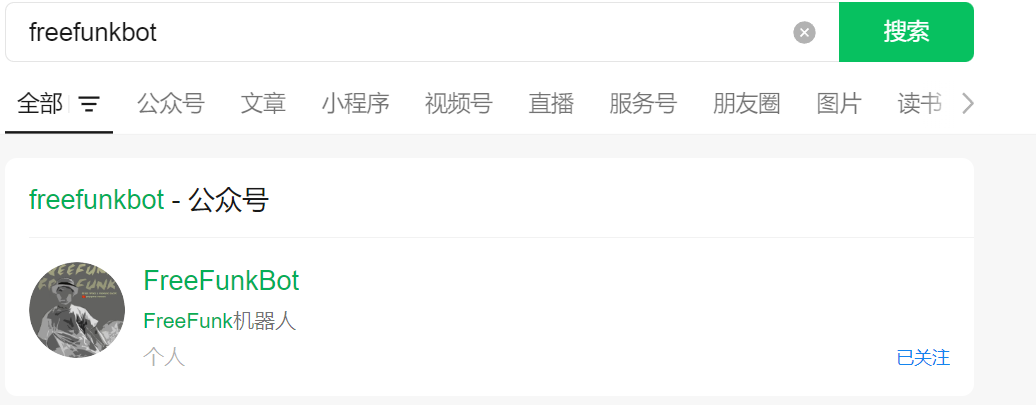 freefunkbot
搜索
全部 公众号 文章 小程序 视频号 直播 服务号 朋友圈 图片 读书
freefunkbot - 公众号
FREEFUNK
FreeFunkBot
FreeFunk机器人
个人
已关注